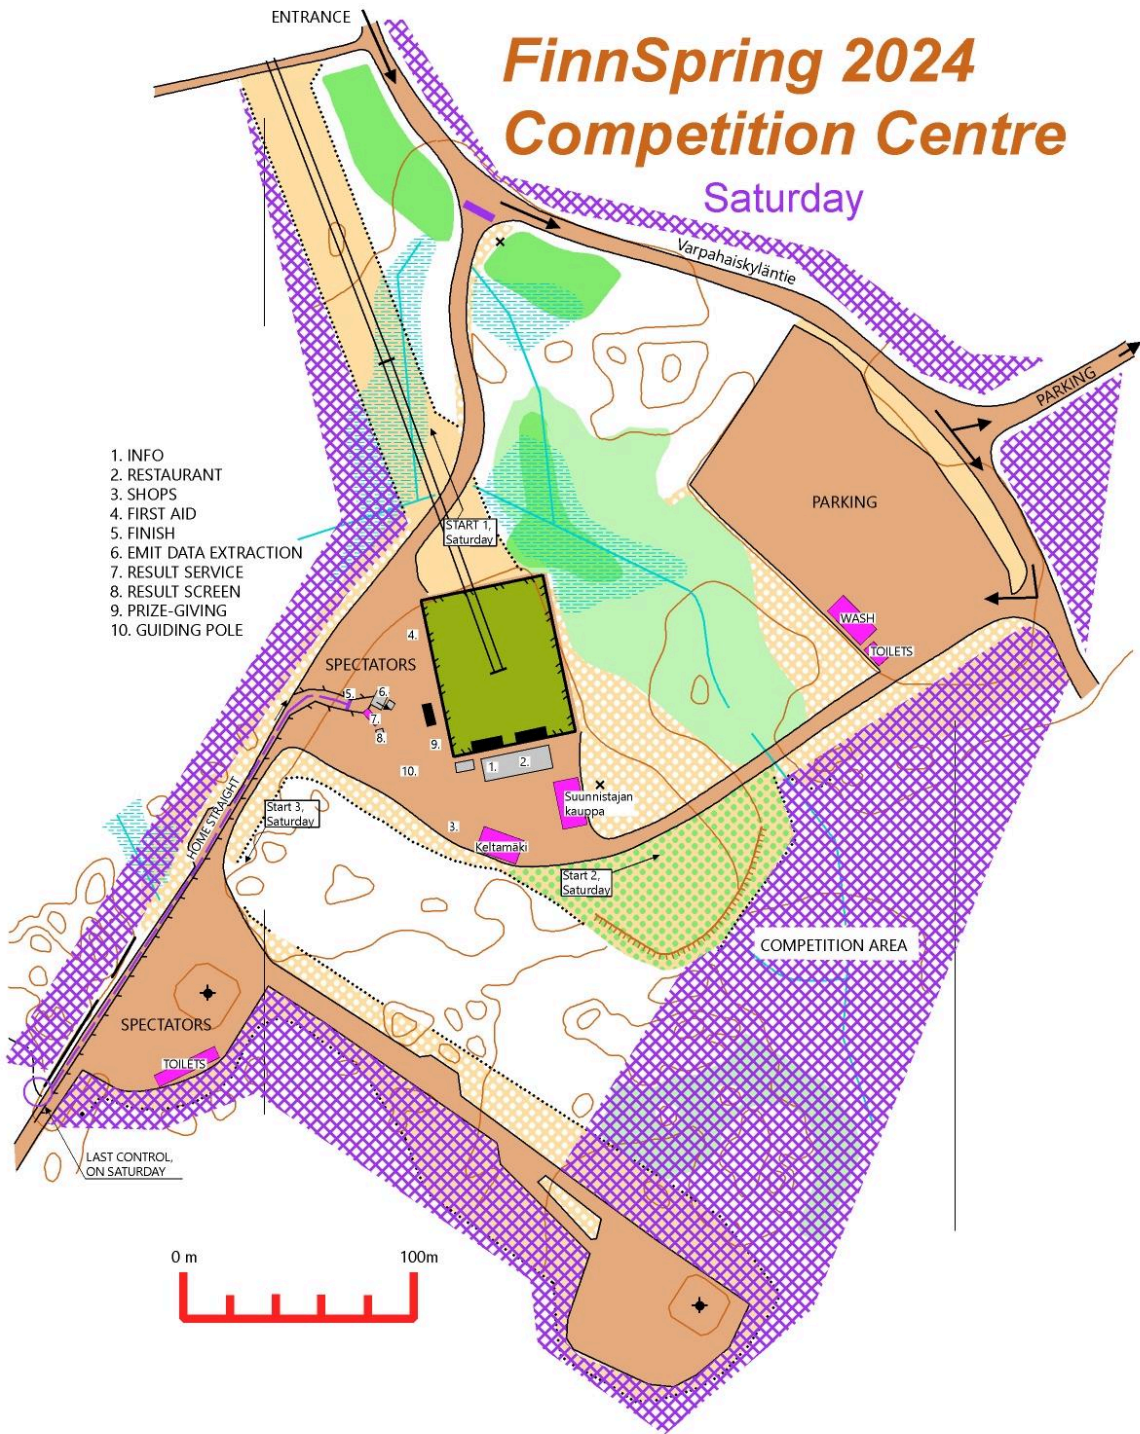 ENTRANCE
FinnSpring 2024
Competition Centre
Saturday
Varpahaiskyläntie
PARKING
1. INFO
2. RESTAURANT
3. SHOPS
4. FIRST AID
5. FINISH
6. EMIT DATA EXTRACTION
7. RESULT SERVICE
8. RESULT SCREEN
9. PRIZE-GIVING
10. GUIDING POLE
PARKING
START 1,
Saturday
WASH
TOILETS
4.
SPECTATORS
5.
6.
7.
8.
9.
10.
1.
2.
Suunnistajan
kauppa
HOME STRAIGHT
Start 3,
Saturday
3.
Keltamäki
Start 2,
Saturday
COMPETITION AREA
SPECTATORS
TOILETS
LAST CONTROL,
ON SATURDAY
0 m
100m